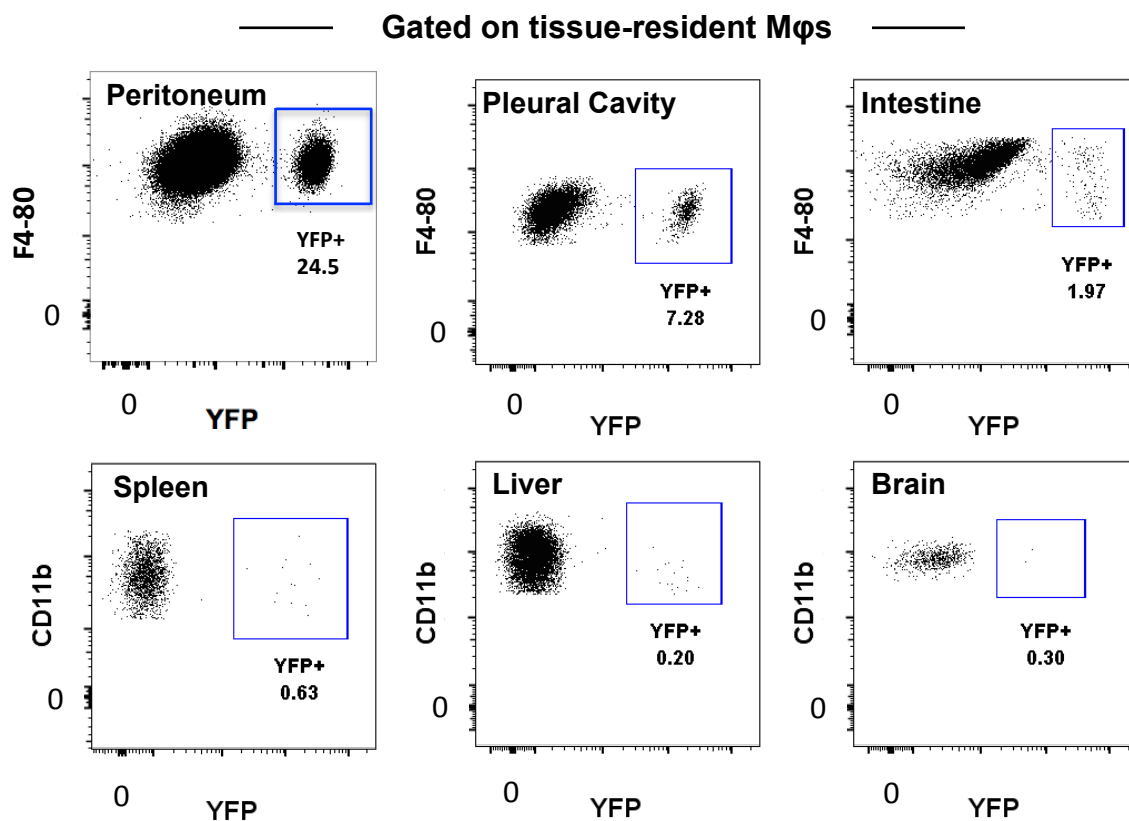 Gated on tissue-resident Mφs
Peritoneum
F4-80
YFP+
24.5
0
0
YFP
Pleural Cavity
F4-80
YFP+
7.28
0
0
YFP
Intestine
F4-80
YFP+
1.97
0
0
YFP
Spleen
CD11b
YFP+
0.63
0
0
YFP
Liver
CD11b
YFP+
0.20
0
0
YFP
Brain
CD11b
YFP+
0.30
0
0
YFP